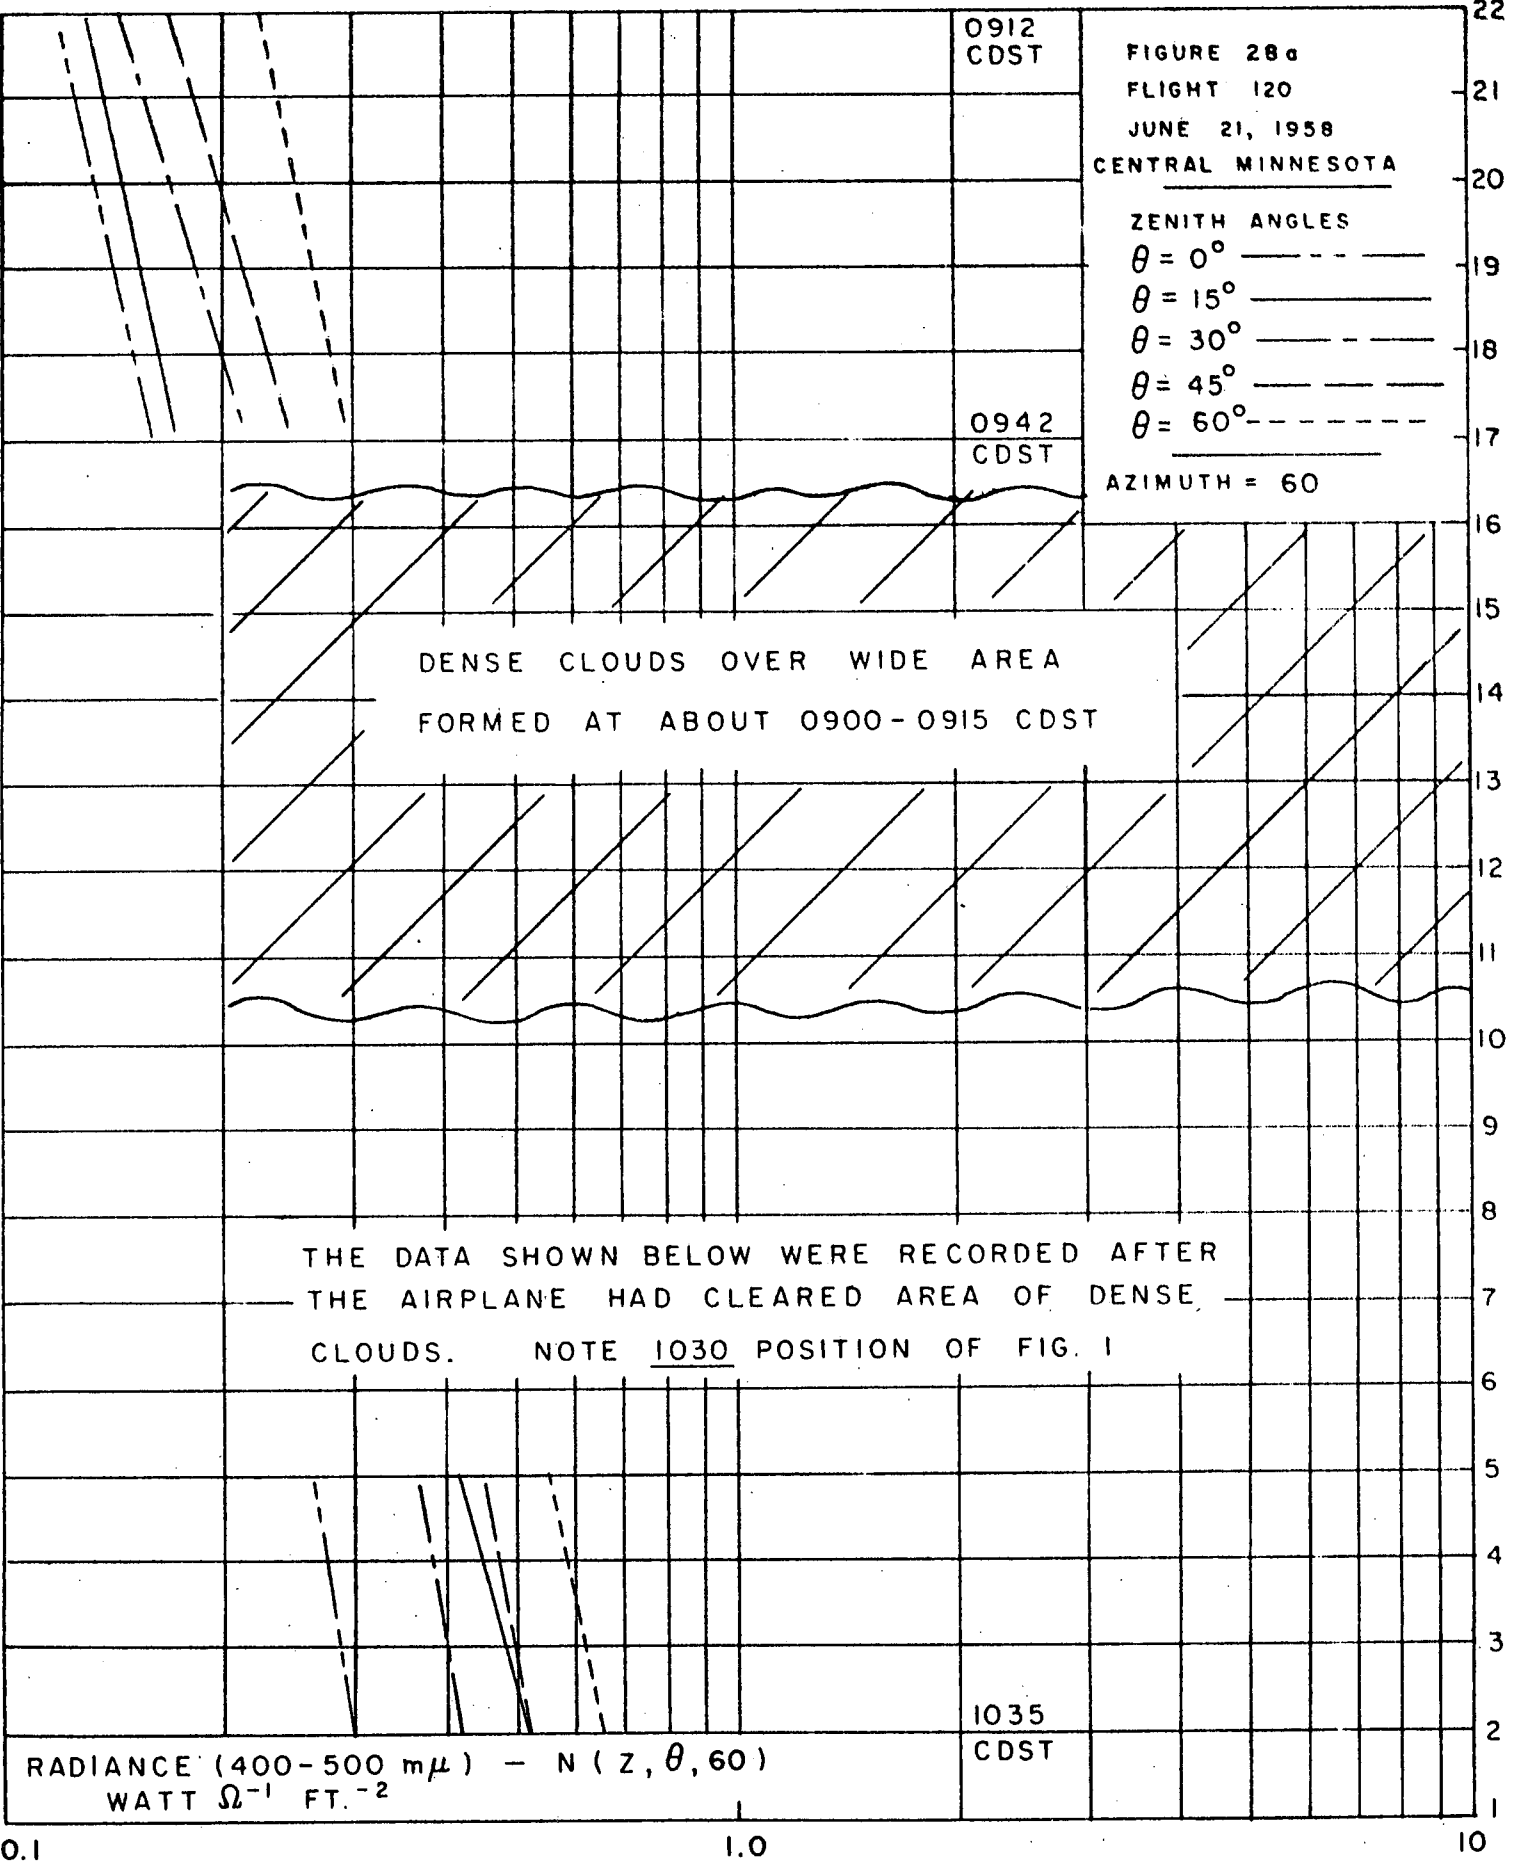 0912
CDST
FIGURE 28a
FLIGHT 120
JUNE 21, 1958
CENTRAL MINNESOTA
ZENITH ANGLES
θ = 0°
θ = 15°
θ = 30°
θ = 45°
θ = 60°
AZIMUTH = 60
0942
CDST
DENSE CLOUDS OVER WIDE AREA
FORMED AT ABOUT 0900-0915 CDST
THE DATA SHOWN BELOW WERE RECORDED AFTER
THE AIRPLANE HAD CLEARED AREA OF DENSE
CLOUDS. NOTE 1030 POSITION OF FIG. 1
1035
CDST
RADIANCE (400-500 mμ) - N (Z, θ, 60)
WATT Ω⁻¹ FT.⁻²
22
21
20
19
18
17
16
15
14
13
12
11
10
9
8
7
6
5
4
3
2
1
0.1 1.0 10